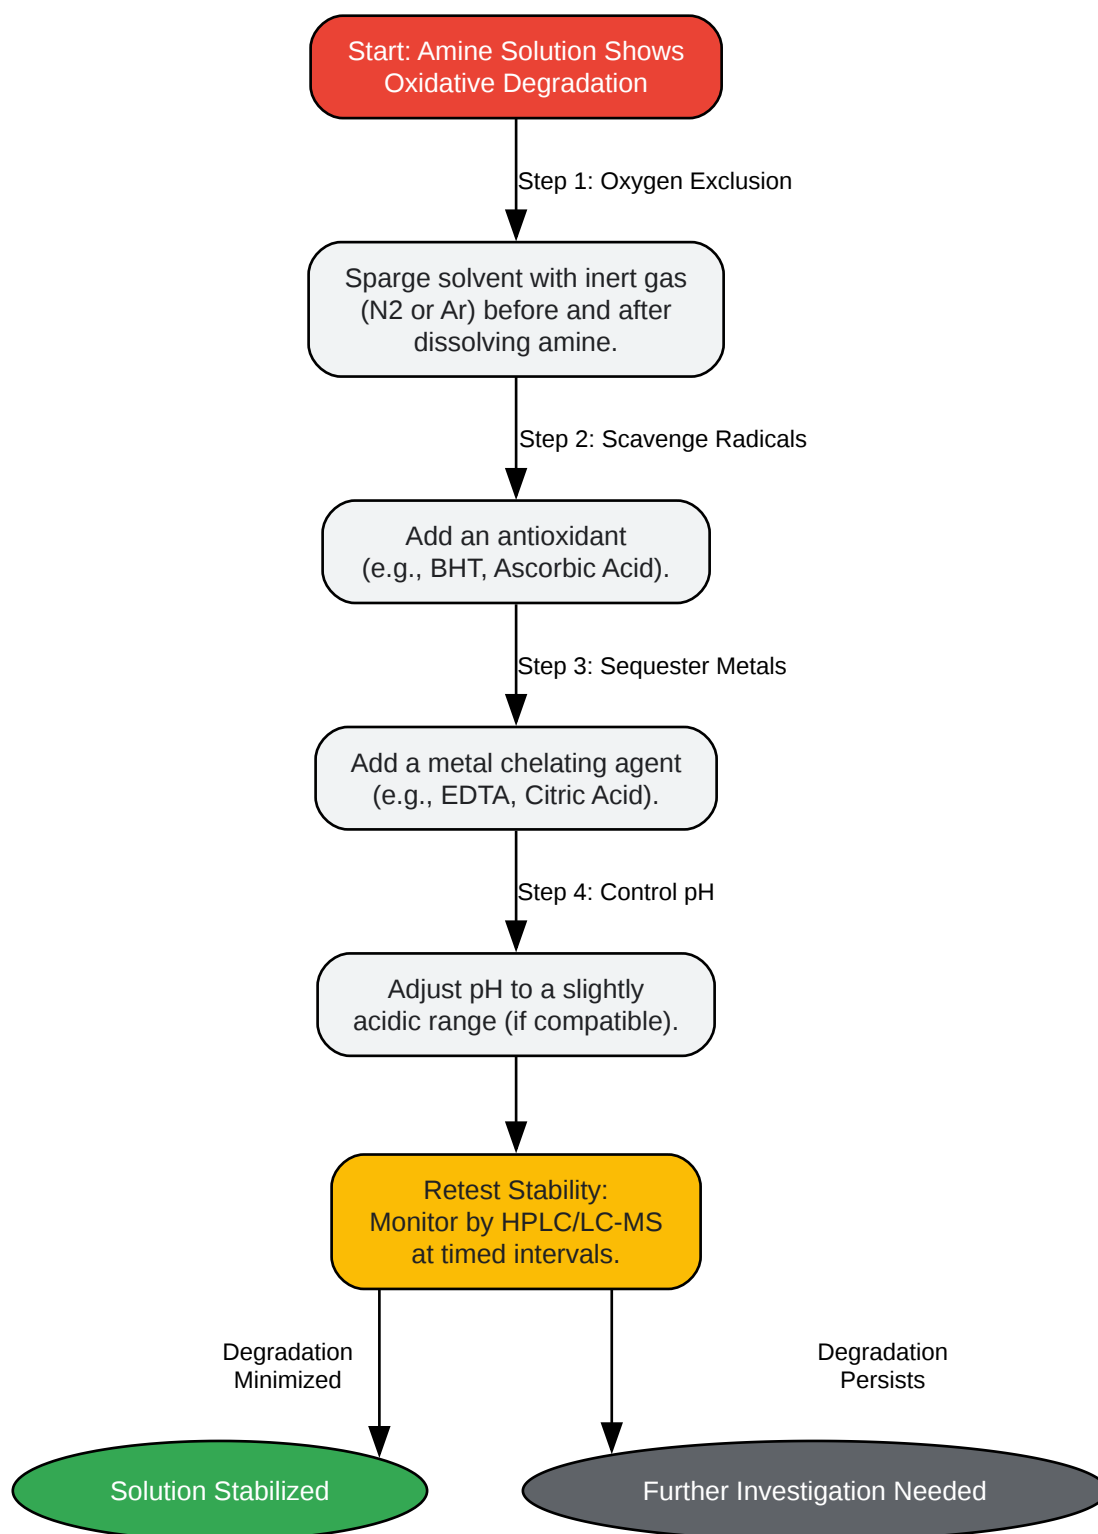 Start: Amine Solution Shows
Oxidative Degradation
Step 1: Oxygen Exclusion
Sparge solvent with inert gas
(N2 or Ar) before and after
dissolving amine.
Step 2: Scavenge Radicals
Add an antioxidant
(e.g., BHT, Ascorbic Acid).
Step 3: Sequester Metals
Add a metal chelating agent
(e.g., EDTA, Citric Acid).
Step 4: Control pH
Adjust pH to a slightly
acidic range (if compatible).
Retest Stability:
Monitor by HPLC/LC-MS
at timed intervals.
Degradation
Minimized
Degradation
Persists
Solution Stabilized
Further Investigation Needed